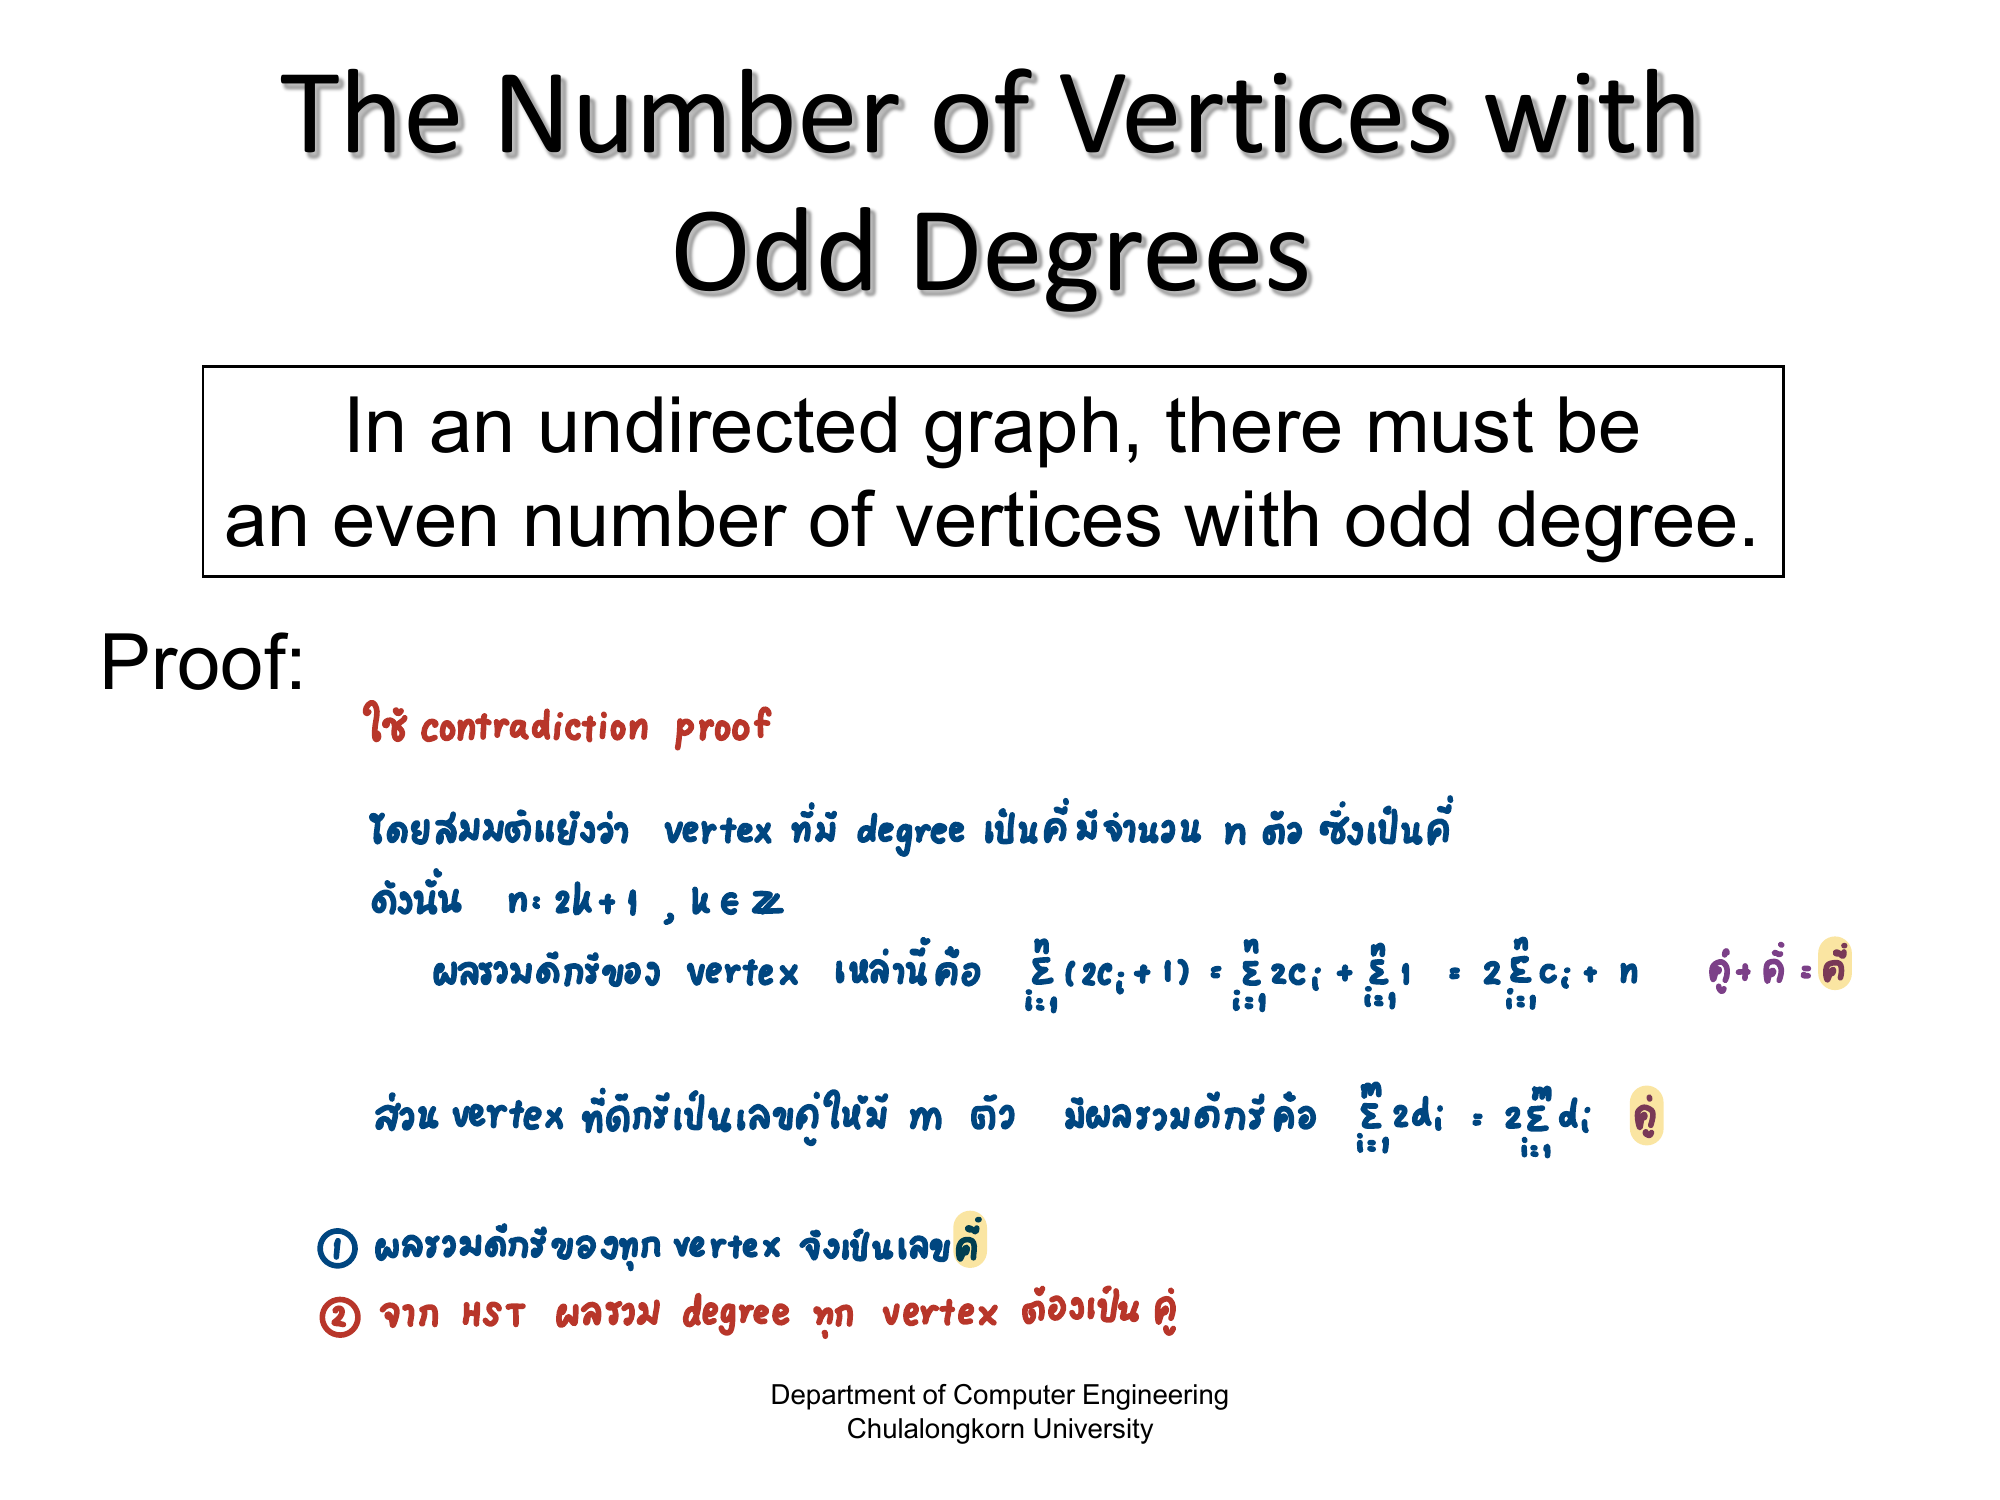 The Number of Vertices with
Odd Degrees
In an undirected graph, there must be
an even number of vertices with odd degree.
Proof:
ใช้ contradiction proof
โดยสมมติแย้งว่า vertex ที่มี degree เป็นคี่ มีจำนวน n ตัว ซึ่งเป็นคี่
ดังนั้น n = 2k + 1 , k ∈ ℤ
ผลรวมดีกรีของ vertex เหล่านี้ คือ \sum_{i=1}^{n} (2c_i + 1) = \sum_{i=1}^{n} 2c_i + \sum_{i=1}^{n} 1 = 2 \sum_{i=1}^{n} c_i + n คู่ + คี่ = คี่
ส่วน vertex ที่ดีกรีเป็นเลขคู่ ให้มี m ตัว มีผลรวมดีกรี คือ \sum_{i=1}^{m} 2d_i = 2 \sum_{i=1}^{m} d_i คู่
① ผลรวมดีกรีของทุก vertex จึงเป็นเลขคี่
② จาก HST ผลรวม degree ทุก vertex ต้องเป็น คู่
Department of Computer Engineering
Chulalongkorn University